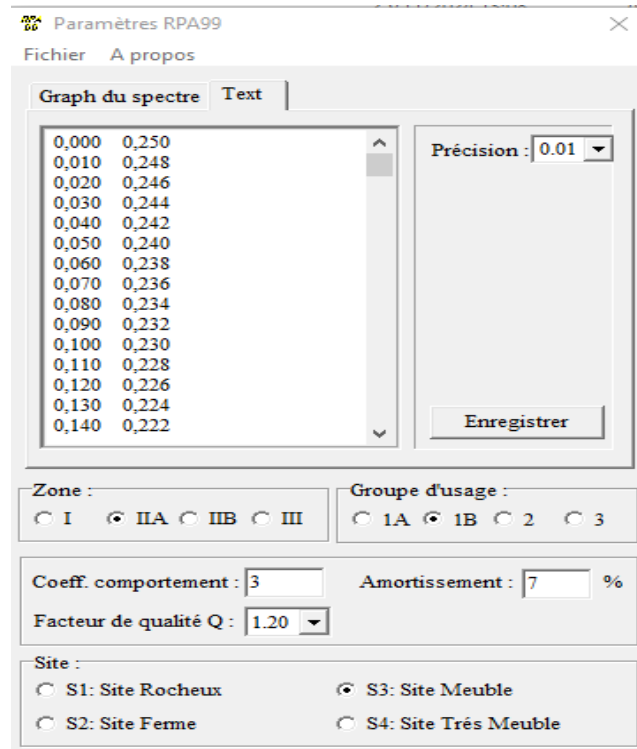 Paramètres RPA99
Fichier A propos
Graph du spectre Text
0,000 0,250
0,010 0,248
0,020 0,246
0,030 0,244
0,040 0,242
0,050 0,240
0,060 0,238
0,070 0,236
0,080 0,234
0,090 0,232
0,100 0,230
0,110 0,228
0,120 0,226
0,130 0,224
0,140 0,222
Précision : 0.01
Enregistrer
Zone :
I IIA IIB III
Groupe d'usage :
1A 1B 2 3
Coeff. comportement : 3 Amortissement : 7 %
Facteur de qualité Q : 1.20
Site :
S1: Site Rocheux S3: Site Meuble
S2: Site Ferme S4: Site Trés Meuble